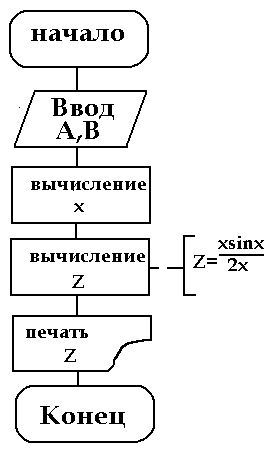 начало
Ввод
A,B
вычисление
x
вычисление
Z
Z= xsinx
2x
печать
Z
Конец